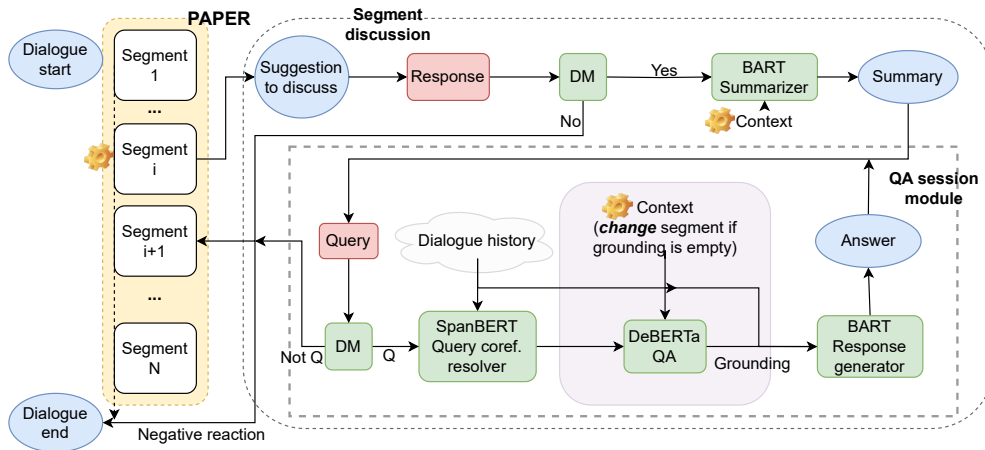 PAPER
Dialogue
start
Segment
1
...
Segment
i
Segment
i+1
...
Segment
N
Dialogue
end
Segment
discussion
Suggestion
to discuss
Response
DM
Yes
No
BART
Summarizer
Context
Summary
QA session
module
Query
Dialogue history
Context
(change segment if
grounding is empty)
Answer
Not Q
DM
Q
SpanBERT
Query coref.
resolver
DeBERTa
QA
Grounding
BART
Response
generator
Negative reaction